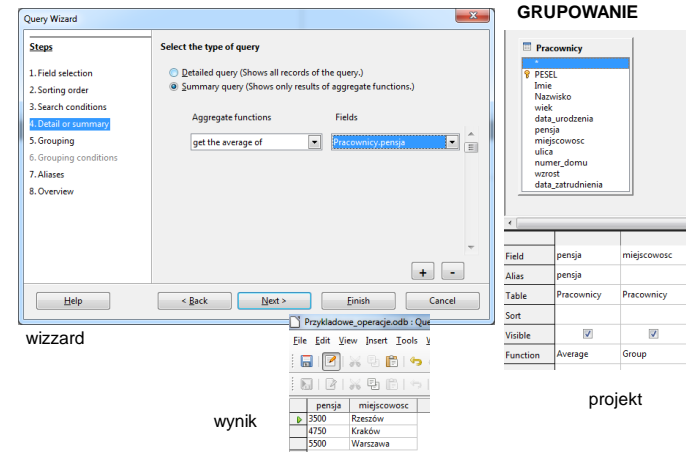 GRUPOWANIE
Query Wizard
Steps
1. Field selection
2. Sorting order
3. Search conditions
4. Detail or summary
5. Grouping
6. Grouping conditions
7. Aliases
8. Overview
Select the type of query
Detailed query (Shows all records of the query.)
Summary query (Shows only results of aggregate functions.)
Aggregate functions Fields
get the average of Pracownicy.pensja
+ -
Help < Back Next > Finish Cancel
wizzard
Pracownicy
*
PESEL
Imie
Nazwisko
wiek
data_urodzenia
pensja
miejscowosc
ulica
numer_domu
wzrost
data_zatrudnienia
Field pensja miejscowosc
Alias pensja
Table Pracownicy Pracownicy
Sort
Visible
Function Average Group
projekt
Przykladowe_operacje.odb : Que
File Edit View Insert Tools
pensja miejscowosc
3500 Rzeszów
4750 Kraków
5500 Warszawa
wynik